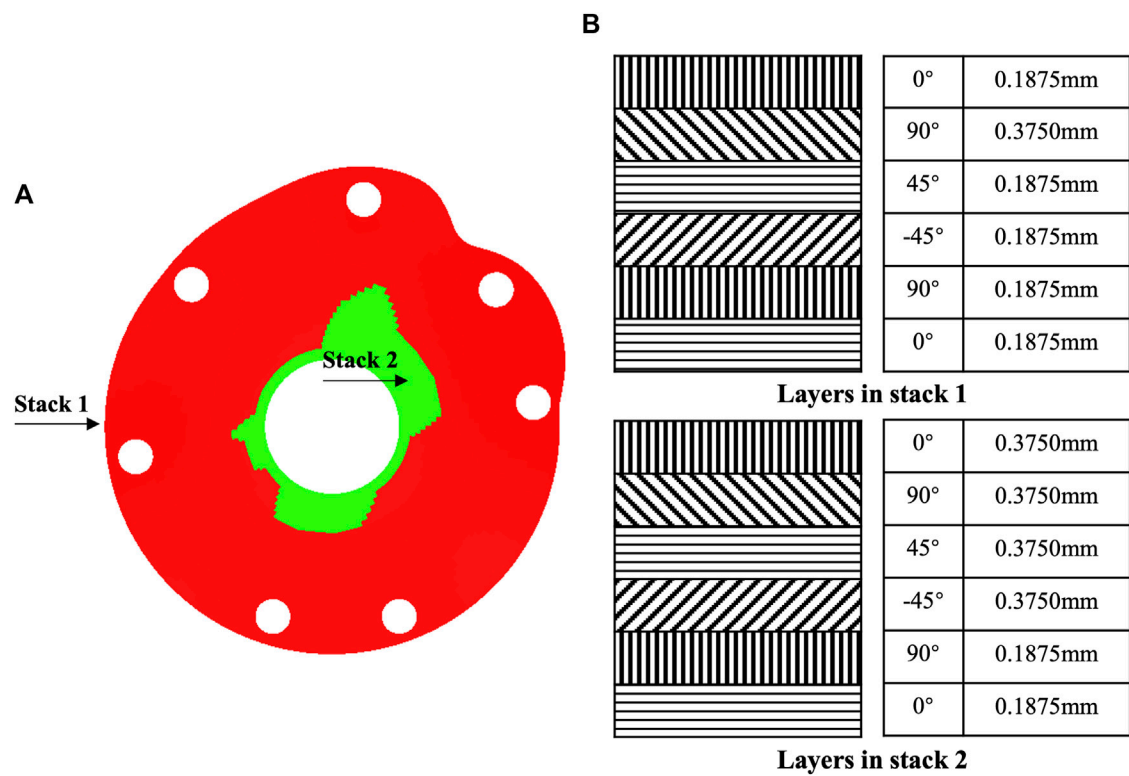 A
Stack 1
Stack 2
B
0° 0.1875mm
90° 0.3750mm
45° 0.1875mm
-45° 0.1875mm
90° 0.1875mm
0° 0.1875mm
Layers in stack 1
0° 0.3750mm
90° 0.3750mm
45° 0.3750mm
-45° 0.3750mm
90° 0.1875mm
0° 0.1875mm
Layers in stack 2